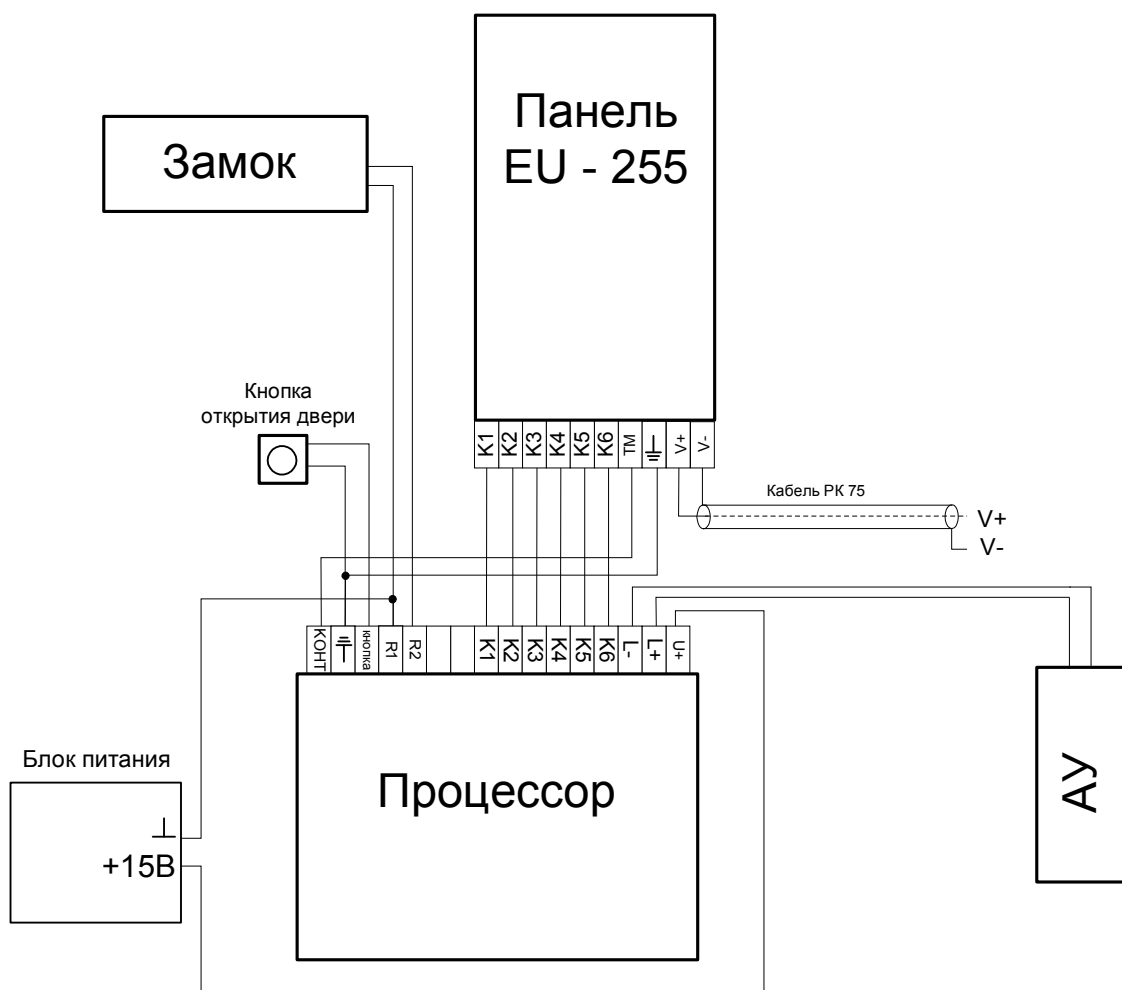 Панель
EU - 255
Замок
Кнопка
открытия двери
K1 K2 K3 K4 K5 K6 ТМ V+ V-
Кабель РК 75
V+
V-
КОНТ кнопка R1 R2 K1 K2 K3 K4 K5 K6 L- L+ U+
Блок питания
+15В
Процессор
АУ